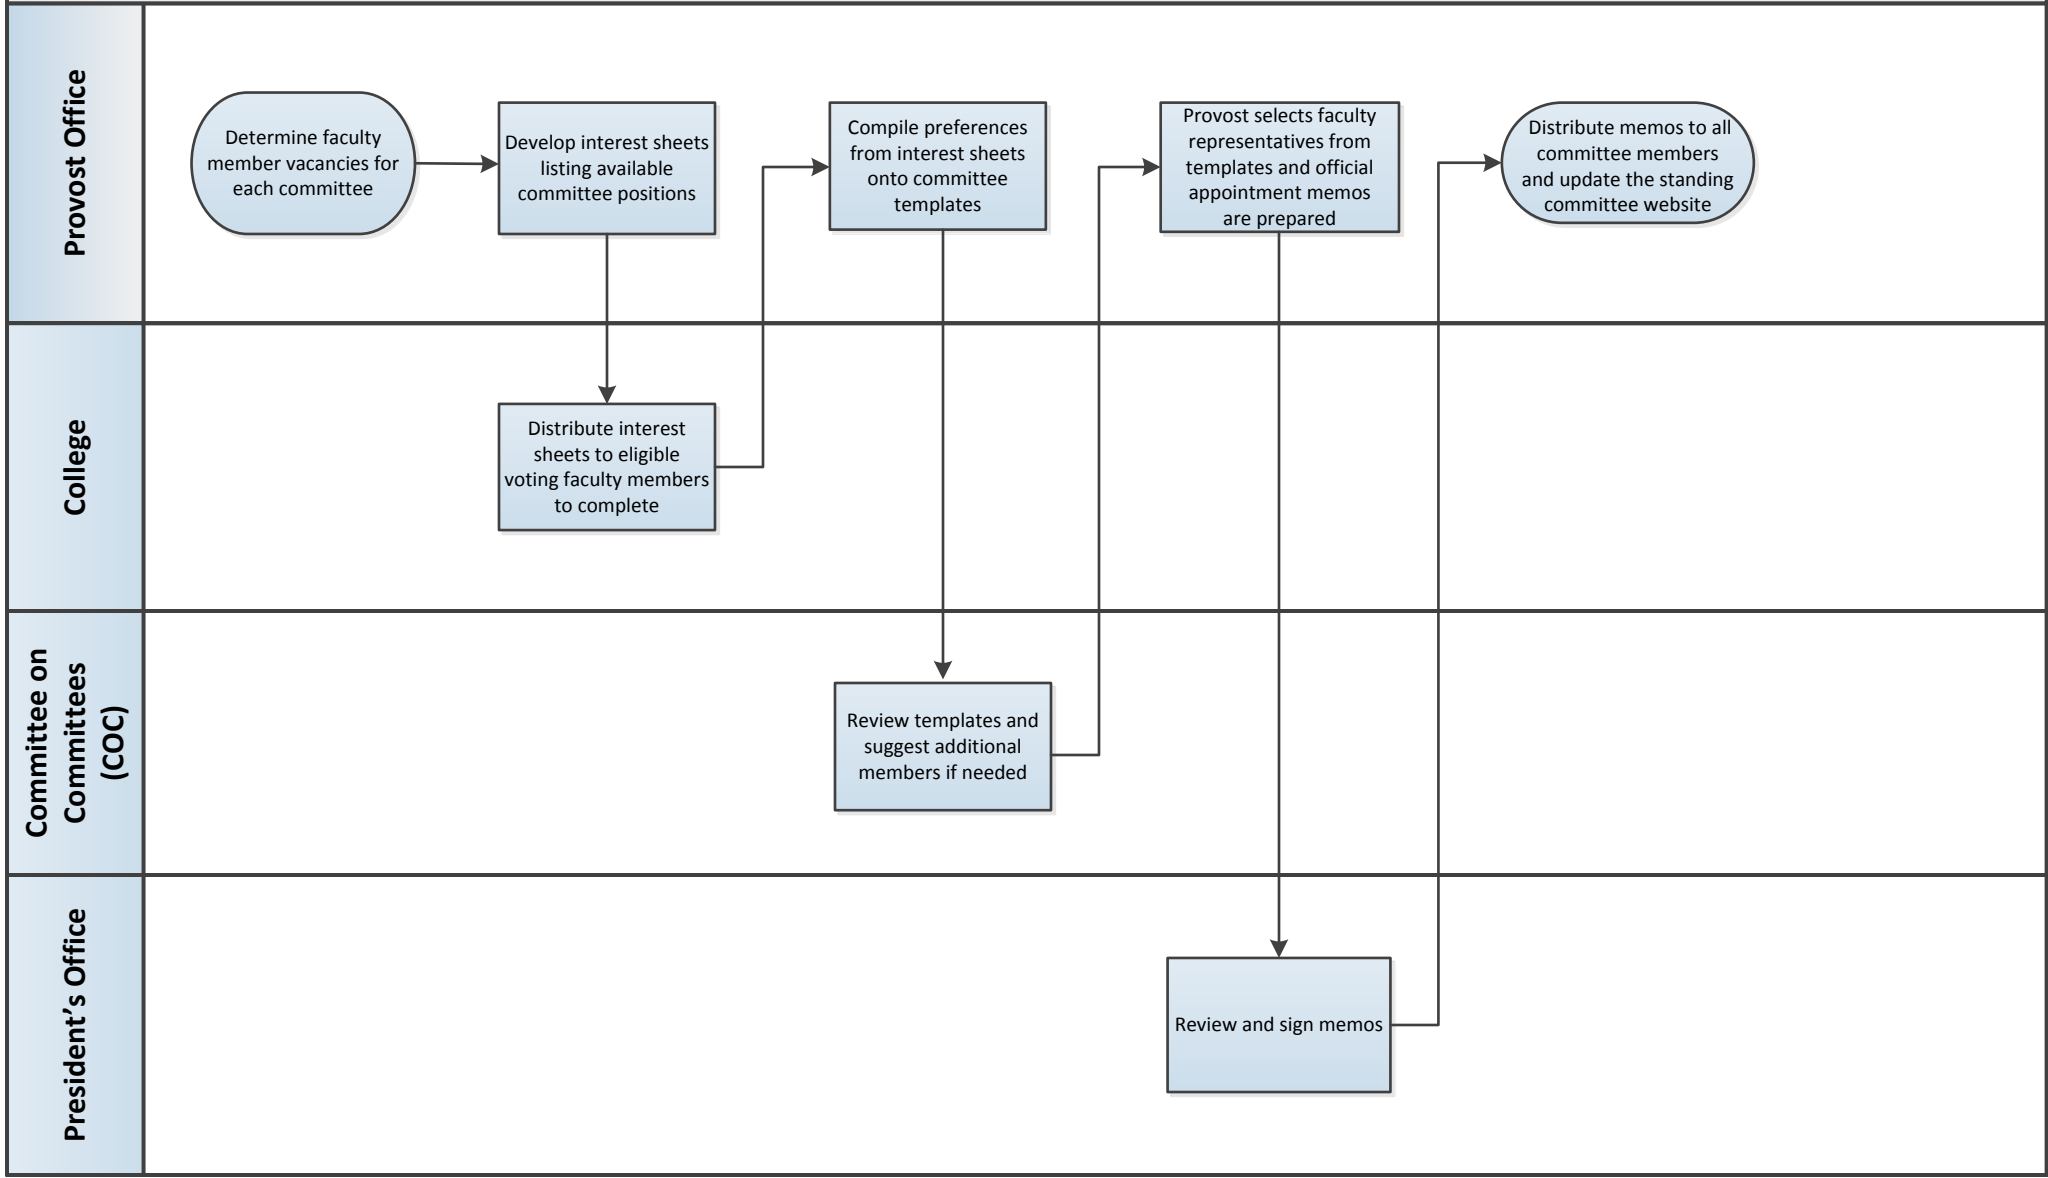 Provost Office
Determine faculty
member vacancies for
each committee
Develop interest sheets
listing available
committee positions
Compile preferences
from interest sheets
onto committee
templates
Provost selects faculty
representatives from
templates and official
appointment memos
are prepared
Distribute memos to all
committee members
and update the standing
committee website
College
Distribute interest
sheets to eligible
voting faculty members
to complete
Committee on
Committees
(COC)
Review templates and
suggest additional
members if needed
President’s Office
Review and sign memos